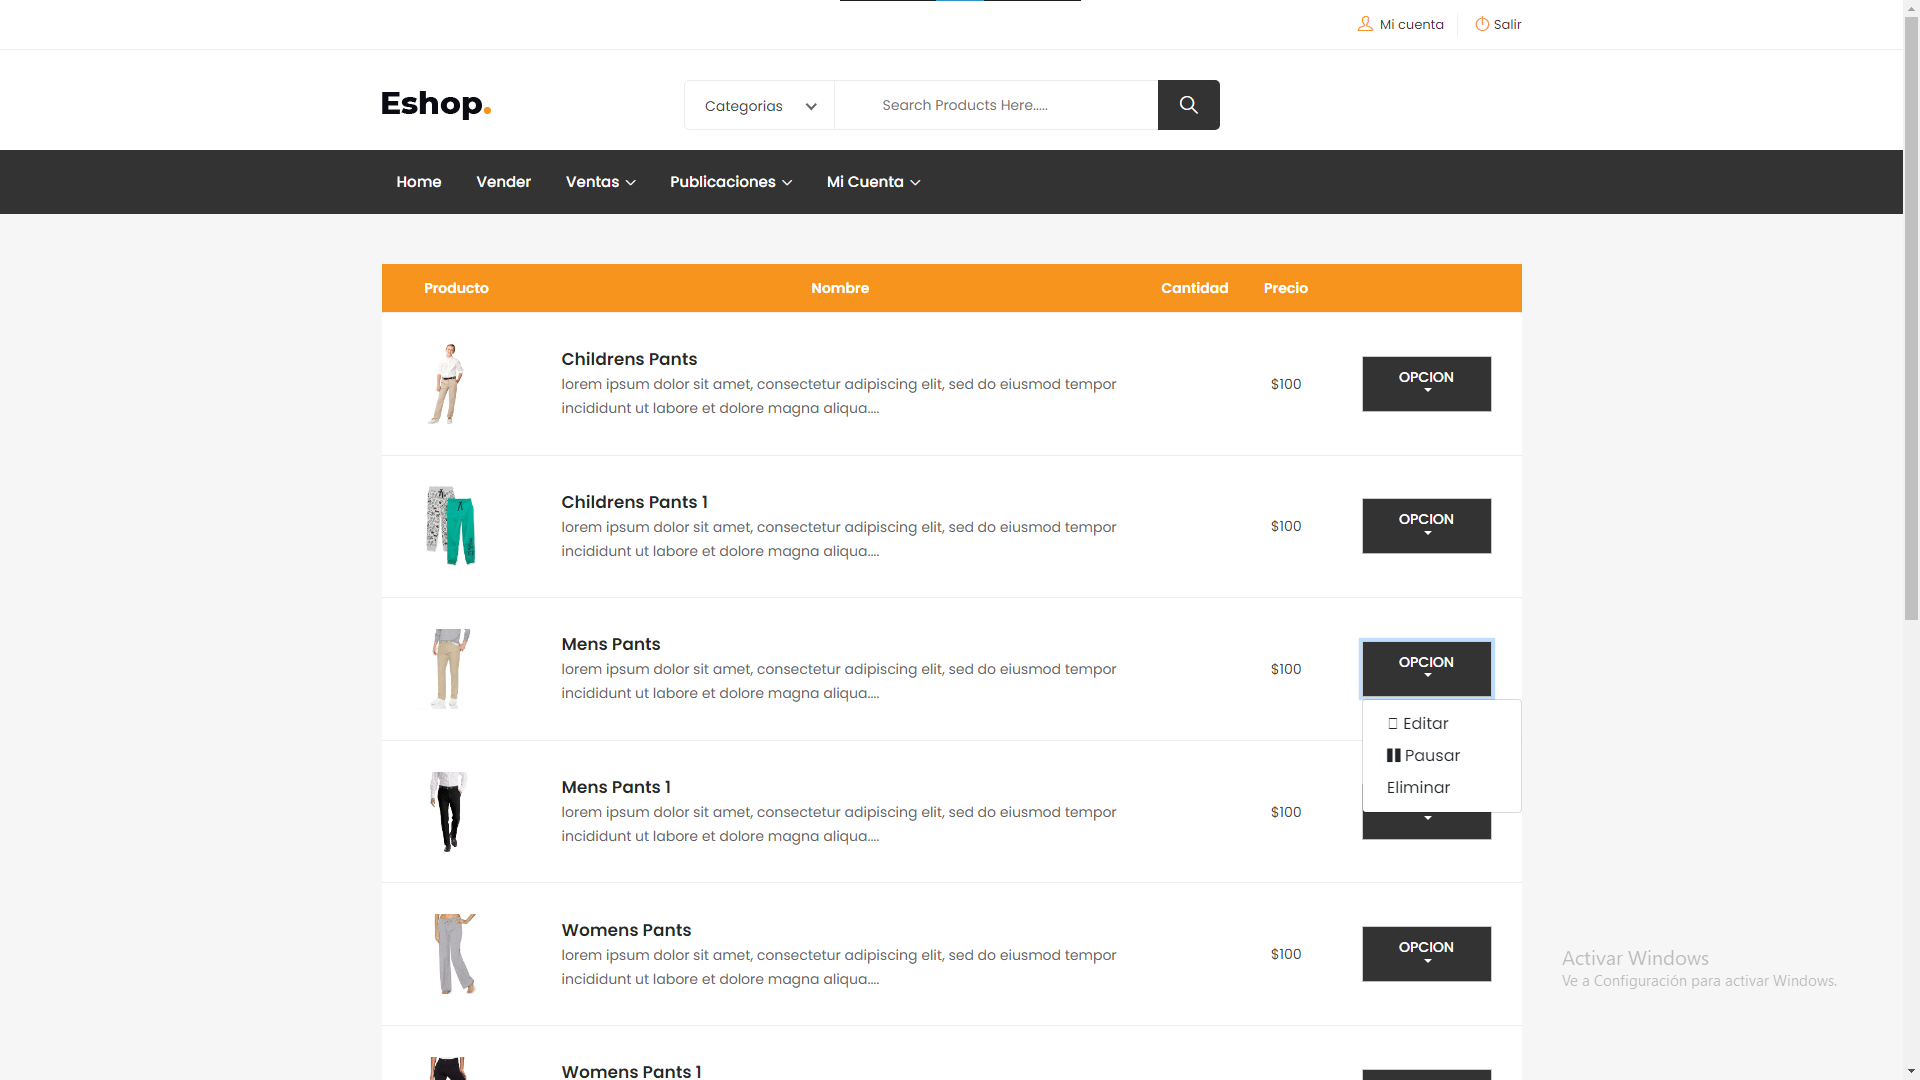 Mi cuenta
Salir
Eshop.
Categorias
Search Products Here.....
Home
Vender
Ventas
Publicaciones
Mi Cuenta
Producto
Nombre
Cantidad
Precio
Childrens Pants
lorem ipsum dolor sit amet, consectetur adipiscing elit, sed do eiusmod tempor
incididunt ut labore et dolore magna aliqua....
$100
OPCION
Childrens Pants 1
lorem ipsum dolor sit amet, consectetur adipiscing elit, sed do eiusmod tempor
incididunt ut labore et dolore magna aliqua....
$100
OPCION
Mens Pants
lorem ipsum dolor sit amet, consectetur adipiscing elit, sed do eiusmod tempor
incididunt ut labore et dolore magna aliqua....
$100
OPCION
Editar
Pausar
Eliminar
Mens Pants 1
lorem ipsum dolor sit amet, consectetur adipiscing elit, sed do eiusmod tempor
incididunt ut labore et dolore magna aliqua....
$100
Womens Pants
lorem ipsum dolor sit amet, consectetur adipiscing elit, sed do eiusmod tempor
incididunt ut labore et dolore magna aliqua....
$100
OPCION
Womens Pants 1
Activar Windows
Ve a Configuración para activar Windows.